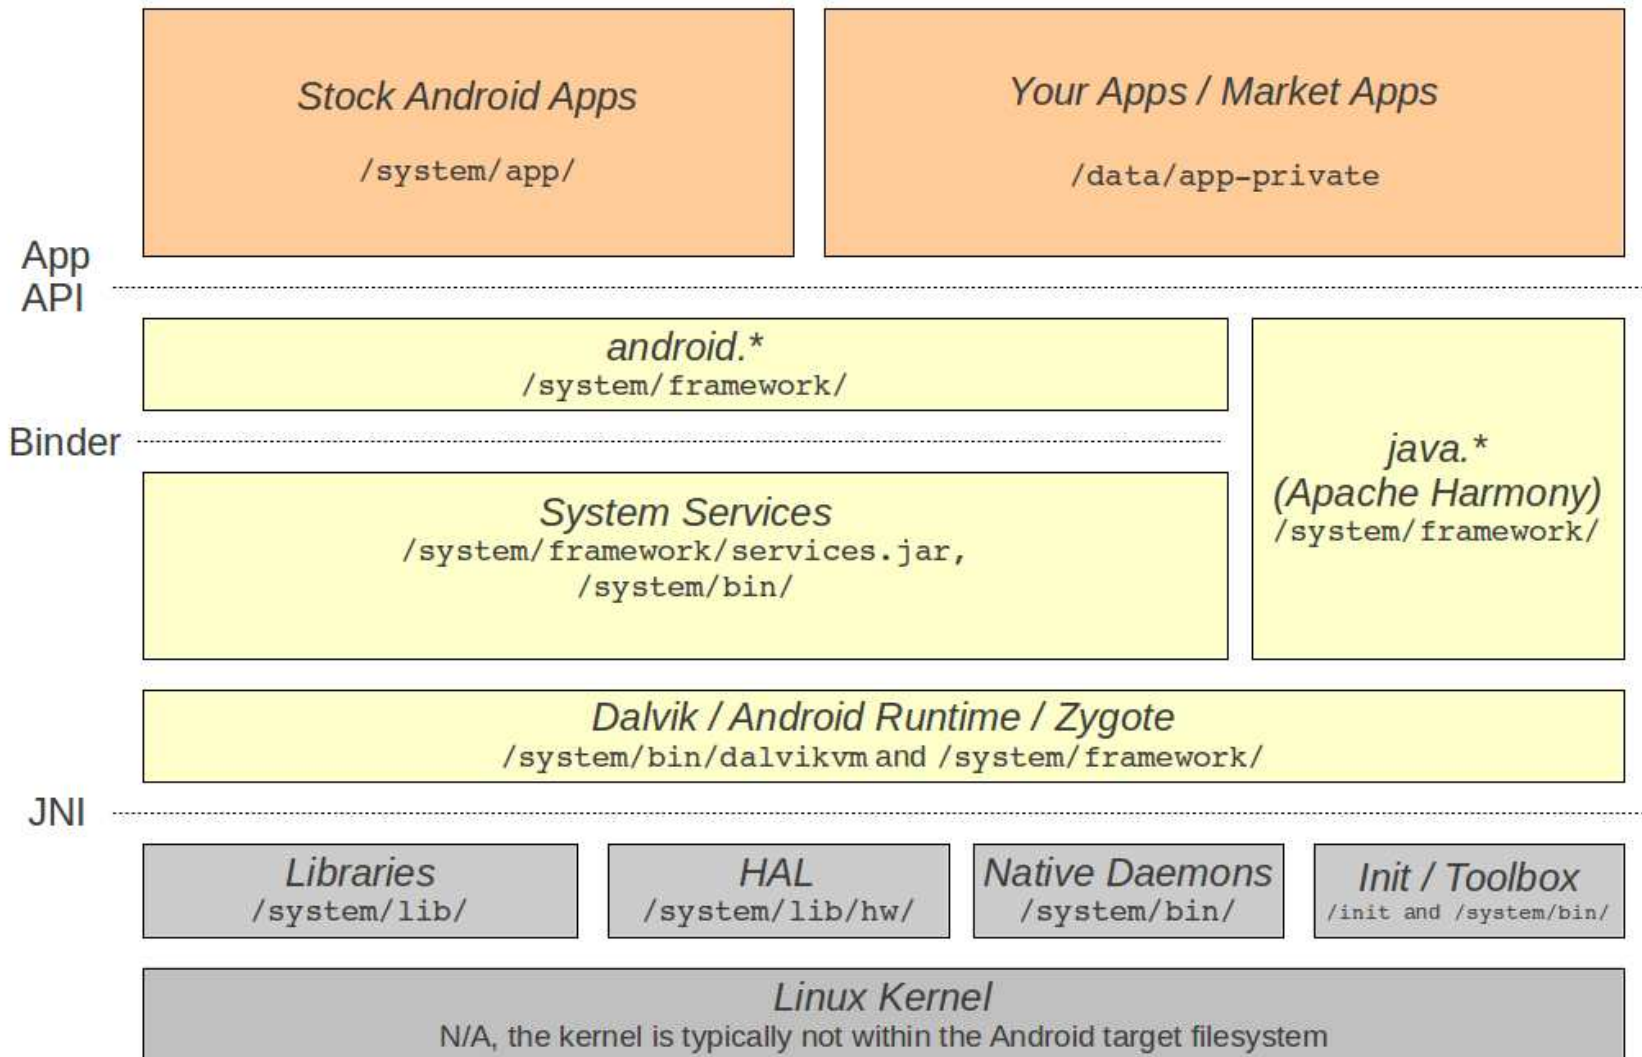 Stock Android Apps
/system/app/
Your Apps / Market Apps
/data/app-private
App
API
android.*
/system/framework/
Binder
java.*
(Apache Harmony)
/system/framework/
System Services
/system/framework/services.jar,
/system/bin/
Dalvik / Android Runtime / Zygote
/system/bin/dalvikvm and /system/framework/
JNI
Libraries
/system/lib/
HAL
/system/lib/hw/
Native Daemons
/system/bin/
Init / Toolbox
/init and /system/bin/
Linux Kernel
N/A, the kernel is typically not within the Android target filesystem